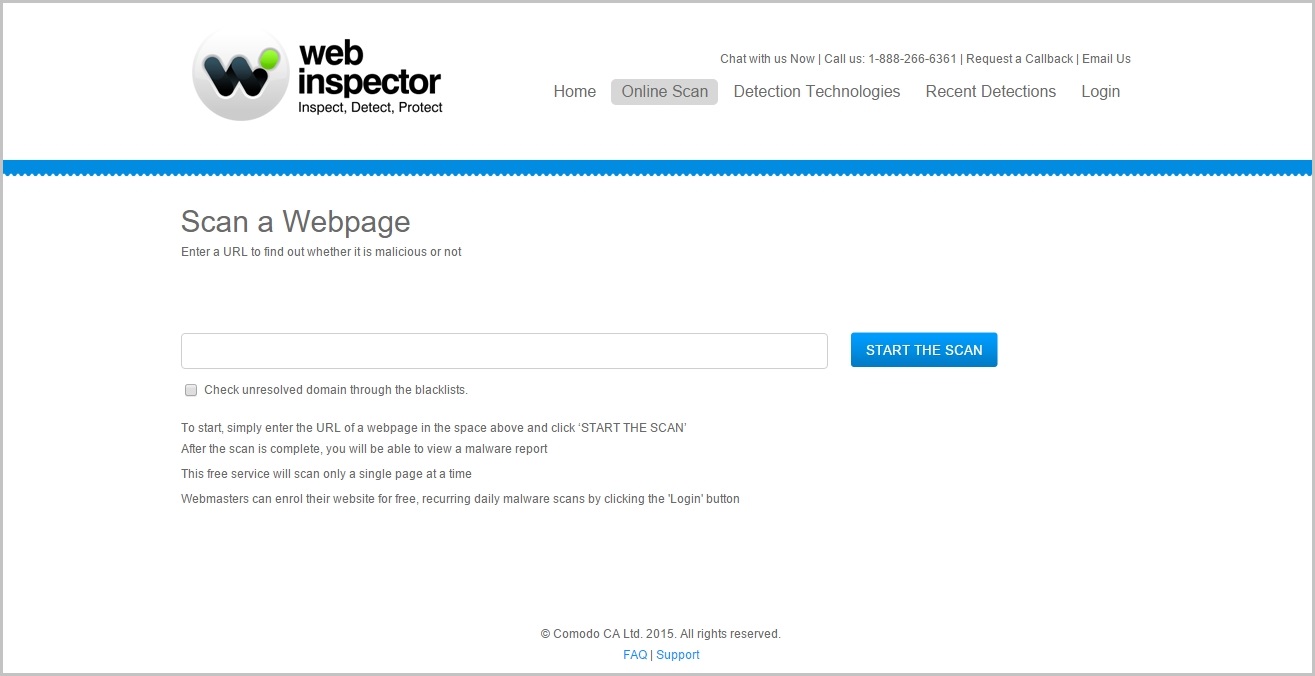 web
inspector
Inspect, Detect, Protect
Chat with us Now | Call us: 1-888-266-6361 | Request a Callback | Email Us
Home Online Scan Detection Technologies Recent Detections Login
Scan a Webpage
Enter a URL to find out whether it is malicious or not
START THE SCAN
Check unresolved domain through the blacklists.
To start, simply enter the URL of a webpage in the space above and click ‘START THE SCAN’
After the scan is complete, you will be able to view a malware report
This free service will scan only a single page at a time
Webmasters can enrol their website for free, recurring daily malware scans by clicking the 'Login' button
© Comodo CA Ltd. 2015. All rights reserved.
FAQ | Support